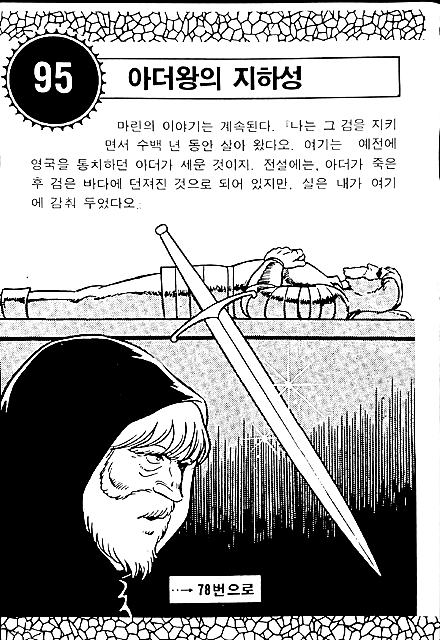 95
아더왕의 지하성
마린의 이야기는 계속된다. 『나는 그 검을 지키
면서 수백 년 동안 살아 왔다오. 여기는 예전에
영국을 통치하던 아더가 세운 것이지. 전설에는, 아더가 죽은
후 검은 바다에 던져진 것으로 되어 있지만, 실은 내가 여기
에 감춰 두었다오.
…→ 78번으로